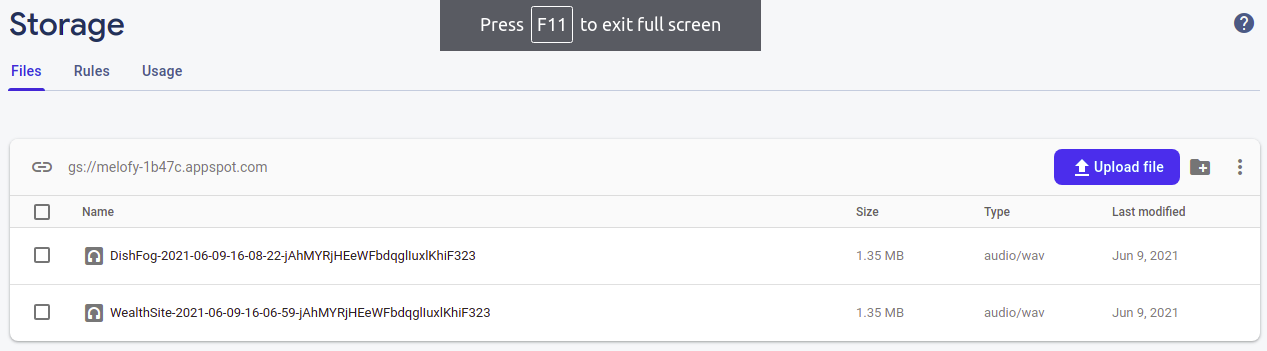 Storage
Press F11 to exit full screen
Files Rules Usage
gs://melofy-1b47c.appspot.com Upload file
Name Size Type Last modified
DishFog-2021-06-09-16-08-22-jAhMYRjHEeWFbdqglIuxlKhiF323 1.35 MB audio/wav Jun 9, 2021
WealthSite-2021-06-09-16-06-59-jAhMYRjHEeWFbdqglIuxlKhiF323 1.35 MB audio/wav Jun 9, 2021